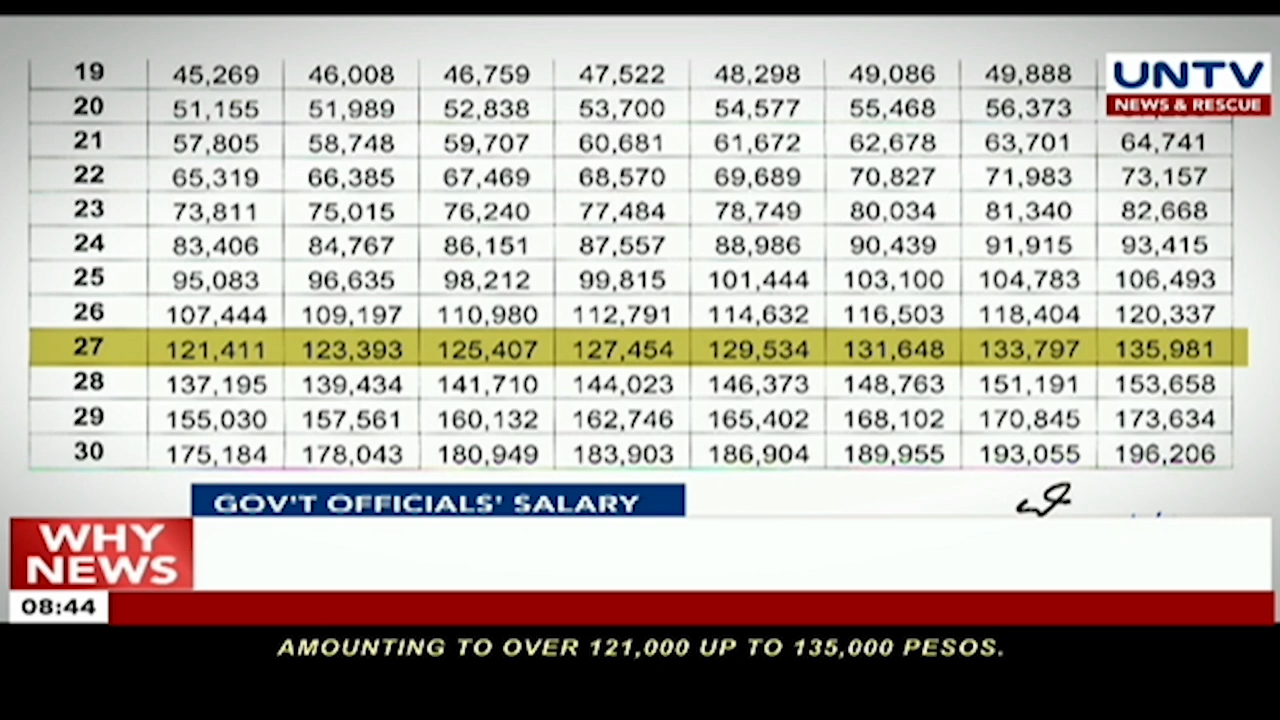 19 45,269 46,008 46,759 47,522 48,298 49,086 49,888
UNTV
NEWS & RESCUE
20 51,155 51,989 52,838 53,700 54,577 55,468 56,373
21 57,805 58,748 59,707 60,681 61,672 62,678 63,701 64,741
22 65,319 66,385 67,469 68,570 69,689 70,827 71,983 73,157
23 73,811 75,015 76,240 77,484 78,749 80,034 81,340 82,668
24 83,406 84,767 86,151 87,557 88,986 90,439 91,915 93,415
25 95,083 96,635 98,212 99,815 101,444 103,100 104,783 106,493
26 107,444 109,197 110,980 112,791 114,632 116,503 118,404 120,337
27 121,411 123,393 125,407 127,454 129,534 131,648 133,797 135,981
28 137,195 139,434 141,710 144,023 146,373 148,763 151,191 153,658
29 155,030 157,561 160,132 162,746 165,402 168,102 170,845 173,634
30 175,184 178,043 180,949 183,903 186,904 189,955 193,055 196,206
GOV'T OFFICIALS' SALARY
WHY
NEWS
08:44
AMOUNTING TO OVER 121,000 UP TO 135,000 PESOS.